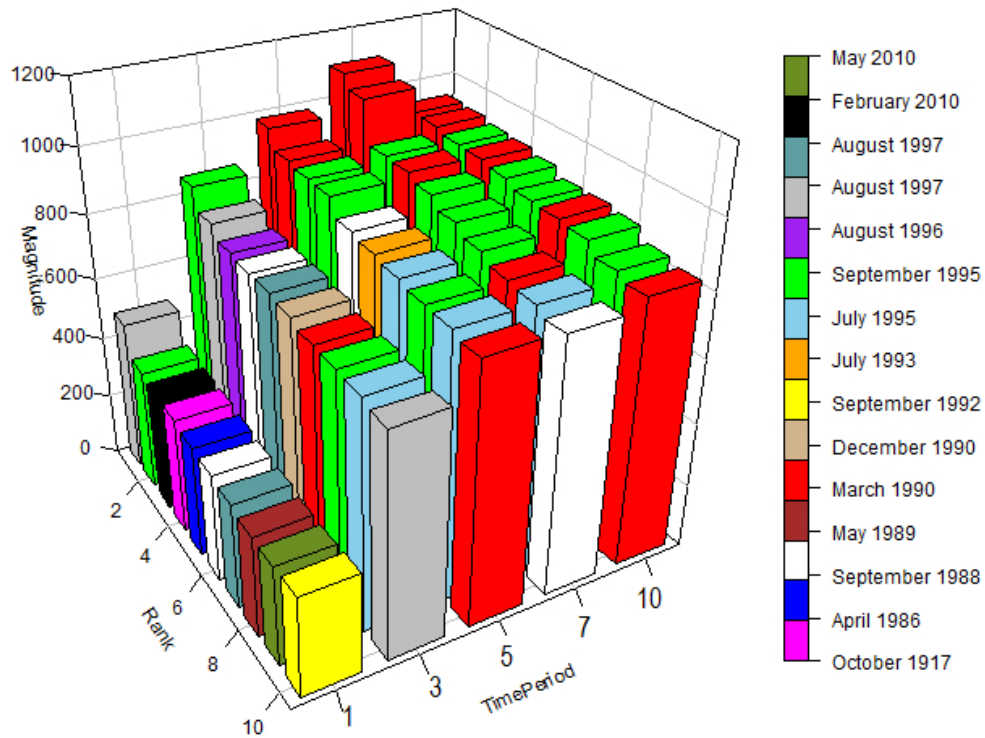 1200
1000
800
600
400
200
0
Magnitude
2
4
6
8
10
Rank
1
3
5
7
10
TimePeriod
May 2010
February 2010
August 1997
August 1997
August 1996
September 1995
July 1995
July 1993
September 1992
December 1990
March 1990
May 1989
September 1988
April 1986
October 1917